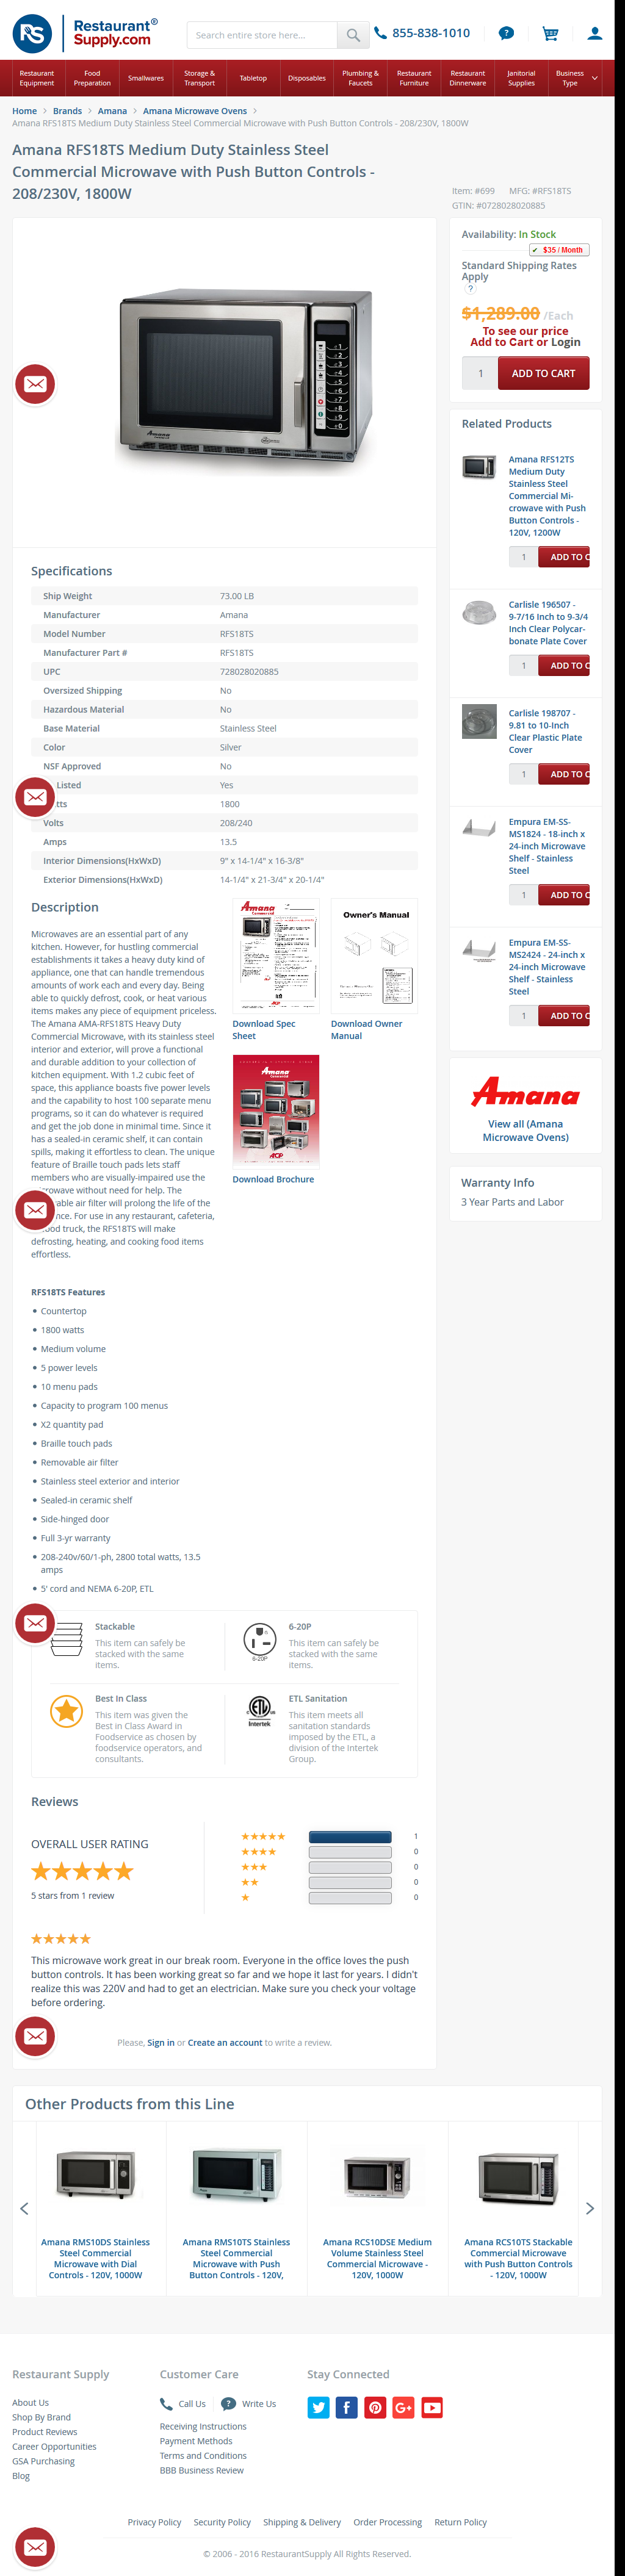 RS Restaurant®
Supply.com
Search entire store here...
855-838-1010
Restaurant Equipment
Food Preparation
Smallwares
Storage & Transport
Tabletop
Disposables
Plumbing & Faucets
Restaurant Furniture
Restaurant Dinnerware
Janitorial Supplies
Business Type
Home > Brands > Amana > Amana Microwave Ovens >
Amana RFS18TS Medium Duty Stainless Steel Commercial Microwave with Push Button Controls - 208/230V, 1800W
Amana RFS18TS Medium Duty Stainless Steel
Commercial Microwave with Push Button Controls -
208/230V, 1800W
Item: #699 MFG: #RFS18TS
GTIN: #0728028020885
Availability: In Stock
✔ $35 / Month
Standard Shipping Rates
Apply
?
$1,289.00 /Each
To see our price
Add to Cart or Login
1 ADD TO CART
Related Products
Amana RFS12TS
Medium Duty
Stainless Steel
Commercial Mi-
crowave with Push
Button Controls -
120V, 1200W
1 ADD TO C
Carlisle 196507 -
9-7/16 Inch to 9-3/4
Inch Clear Polycar-
bonate Plate Cover
1 ADD TO C
Carlisle 198707 -
9.81 to 10-Inch
Clear Plastic Plate
Cover
1 ADD TO C
Empura EM-SS-
MS1824 - 18-inch x
24-inch Microwave
Shelf - Stainless
Steel
1 ADD TO C
Empura EM-SS-
MS2424 - 24-inch x
24-inch Microwave
Shelf - Stainless
Steel
1 ADD TO C
Amana
View all (Amana
Microwave Ovens)
Warranty Info
3 Year Parts and Labor
Specifications
Ship Weight 73.00 LB
Manufacturer Amana
Model Number RFS18TS
Manufacturer Part # RFS18TS
UPC 728028020885
Oversized Shipping No
Hazardous Material No
Base Material Stainless Steel
Color Silver
NSF Approved No
Listed Yes
tts 1800
Volts 208/240
Amps 13.5
Interior Dimensions(HxWxD) 9" x 14-1/4" x 16-3/8"
Exterior Dimensions(HxWxD) 14-1/4" x 21-3/4" x 20-1/4"
Description
Microwaves are an essential part of any
kitchen. However, for hustling commercial
establishments it takes a heavy duty kind of
appliance, one that can handle tremendous
amounts of work each and every day. Being
able to quickly defrost, cook, or heat various
items makes any piece of equipment priceless.
The Amana AMA-RFS18TS Heavy Duty
Commercial Microwave, with its stainless steel
interior and exterior, will prove a functional
and durable addition to your collection of
kitchen equipment. With 1.2 cubic feet of
space, this appliance boasts five power levels
and the capability to host 100 separate menu
programs, so it can do whatever is required
and get the job done in minimal time. Since it
has a sealed-in ceramic shelf, it can contain
spills, making it effortless to clean. The unique
feature of Braille touch pads lets staff
members who are visually-impaired use the
rowave without need for help. The
able air filter will prolong the life of the
nce. For use in any restaurant, cafeteria,
ood truck, the RFS18TS will make
defrosting, heating, and cooking food items
effortless.
Amana
Commercial
Owner's Manual
Download Spec
Sheet
Download Owner
Manual
Amana
Commercial
ACP
Download Brochure
RFS18TS Features
• Countertop
• 1800 watts
• Medium volume
• 5 power levels
• 10 menu pads
• Capacity to program 100 menus
• X2 quantity pad
• Braille touch pads
• Removable air filter
• Stainless steel exterior and interior
• Sealed-in ceramic shelf
• Side-hinged door
• Full 3-yr warranty
• 208-240v/60/1-ph, 2800 total watts, 13.5
amps
• 5' cord and NEMA 6-20P, ETL
Stackable
This item can safely be
stacked with the same
items.
6-20P
6-20P
This item can safely be
stacked with the same
items.
Best In Class
This item was given the
Best in Class Award in
Foodservice as chosen by
foodservice operators, and
consultants.
ETL
Intertek
ETL Sanitation
This item meets all
sanitation standards
imposed by the ETL, a
division of the Intertek
Group.
Reviews
OVERALL USER RATING
5 stars from 1 review
1
0
0
0
0
This microwave work great in our break room. Everyone in the office loves the push
button controls. It has been working great so far and we hope it last for years. I didn't
realize this was 220V and had to get an electrician. Make sure you check your voltage
before ordering.
Please, Sign in or Create an account to write a review.
Other Products from this Line
Amana RMS10DS Stainless
Steel Commercial
Microwave with Dial
Controls - 120V, 1000W
Amana RMS10TS Stainless
Steel Commercial
Microwave with Push
Button Controls - 120V,
Amana RCS10DSE Medium
Volume Stainless Steel
Commercial Microwave -
120V, 1000W
Amana RCS10TS Stackable
Commercial Microwave
with Push Button Controls
- 120V, 1000W
Restaurant Supply
About Us
Shop By Brand
Product Reviews
Career Opportunities
GSA Purchasing
Blog
Customer Care
Call Us
Write Us
Receiving Instructions
Payment Methods
Terms and Conditions
BBB Business Review
Stay Connected
Privacy Policy Security Policy Shipping & Delivery Order Processing Return Policy
© 2006 - 2016 RestaurantSupply All Rights Reserved.